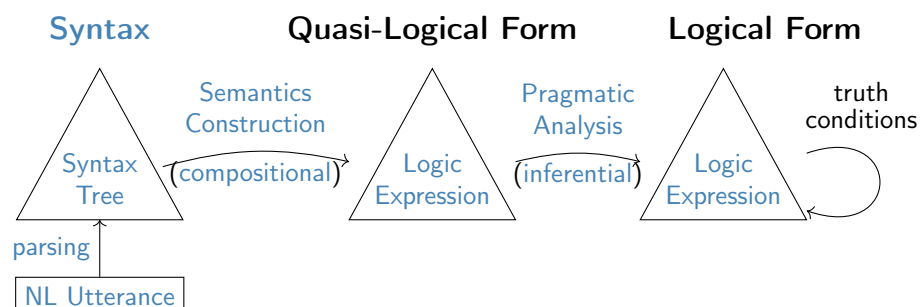 Syntax
Quasi-Logical Form
Logical Form
Semantics
Construction
(compositional)
Pragmatic
Analysis
(inferential)
truth
conditions
Syntax
Tree
Logic
Expression
Logic
Expression
parsing
NL Utterance